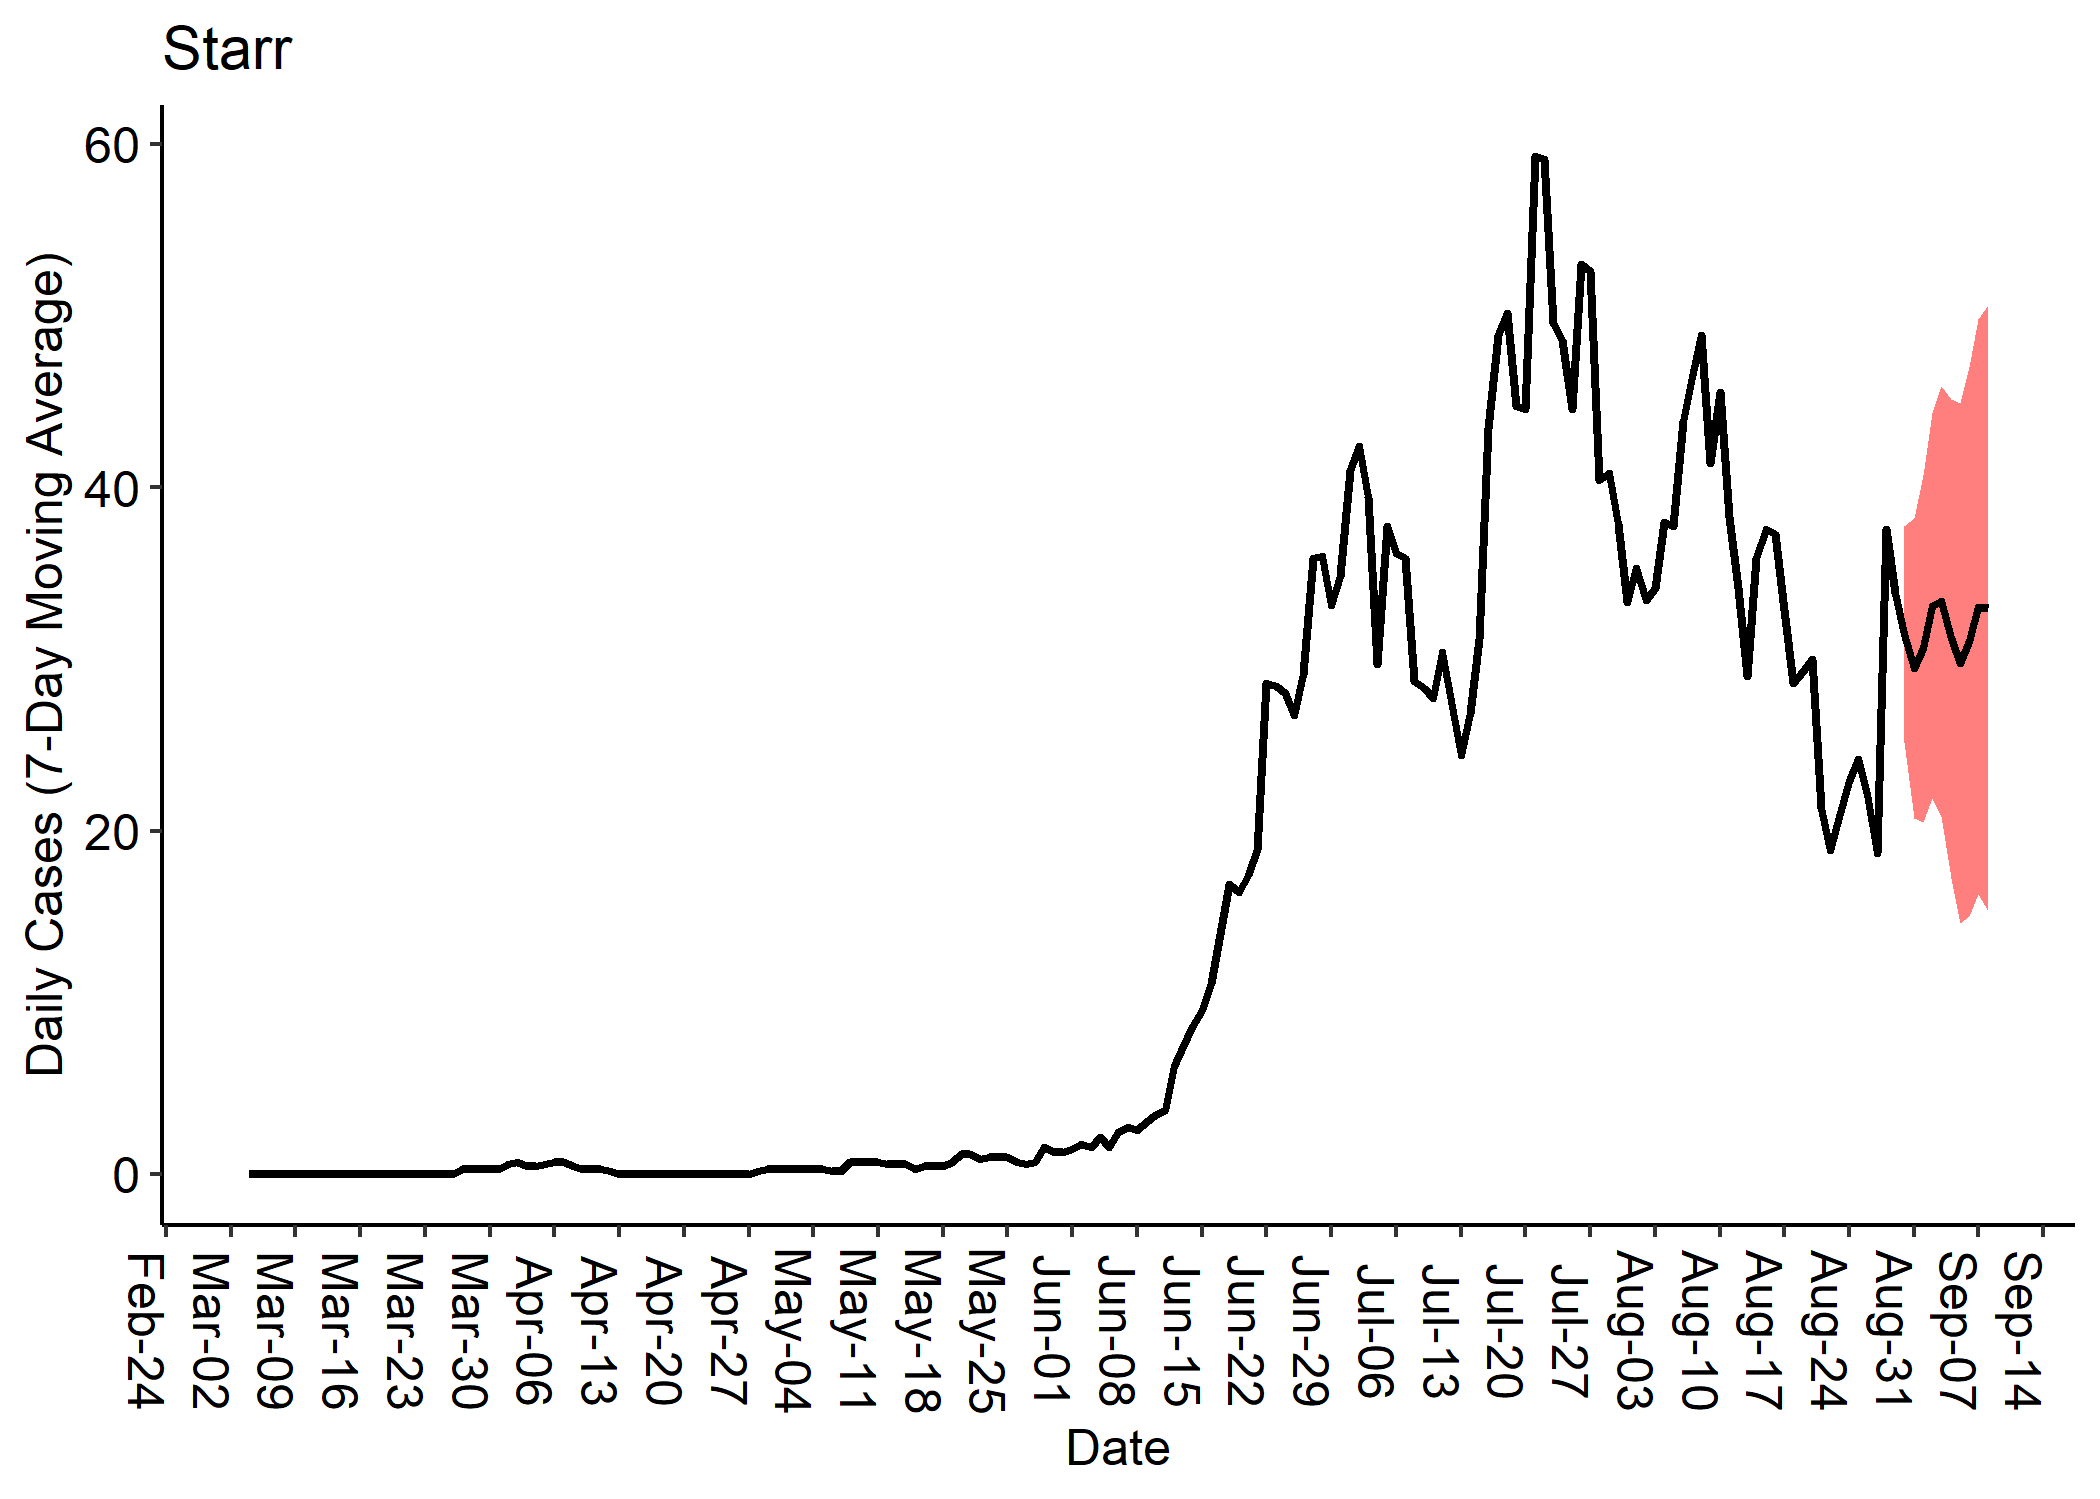 Starr
Daily Cases (7-Day Moving Average)
60
40
20
0
Feb-24
Mar-02
Mar-09
Mar-16
Mar-23
Mar-30
Apr-06
Apr-13
Apr-20
Apr-27
May-04
May-11
May-18
May-25
Jun-01
Jun-08
Jun-15
Jun-22
Jun-29
Jul-06
Jul-13
Jul-20
Jul-27
Aug-03
Aug-10
Aug-17
Aug-24
Aug-31
Sep-07
Sep-14
Date